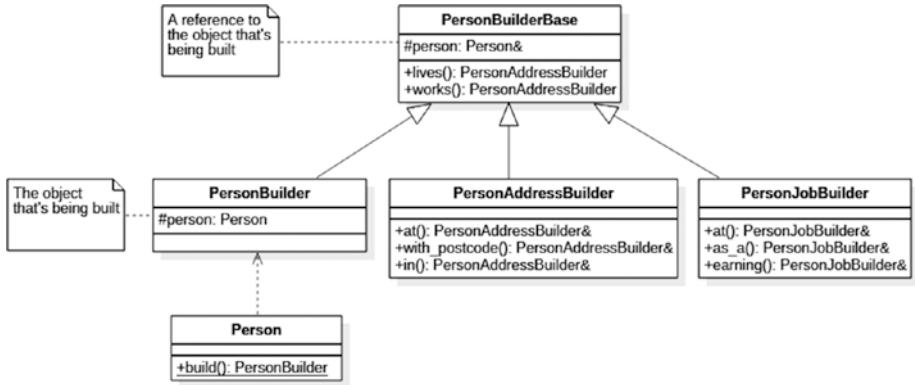 A reference to
the object that's
being built
PersonBuilderBase
#person: Person&
+lives(): PersonAddressBuilder
+works(): PersonAddressBuilder
The object
that's being built
PersonBuilder
#person: Person
PersonAddressBuilder
+at(): PersonAddressBuilder&
+with_postcode(): PersonAddressBuilder&
+in(): PersonAddressBuilder&
PersonJobBuilder
+at(): PersonJobBuilder&
+as_a(): PersonJobBuilder&
+earning(): PersonJobBuilder&
Person
+build(): PersonBuilder